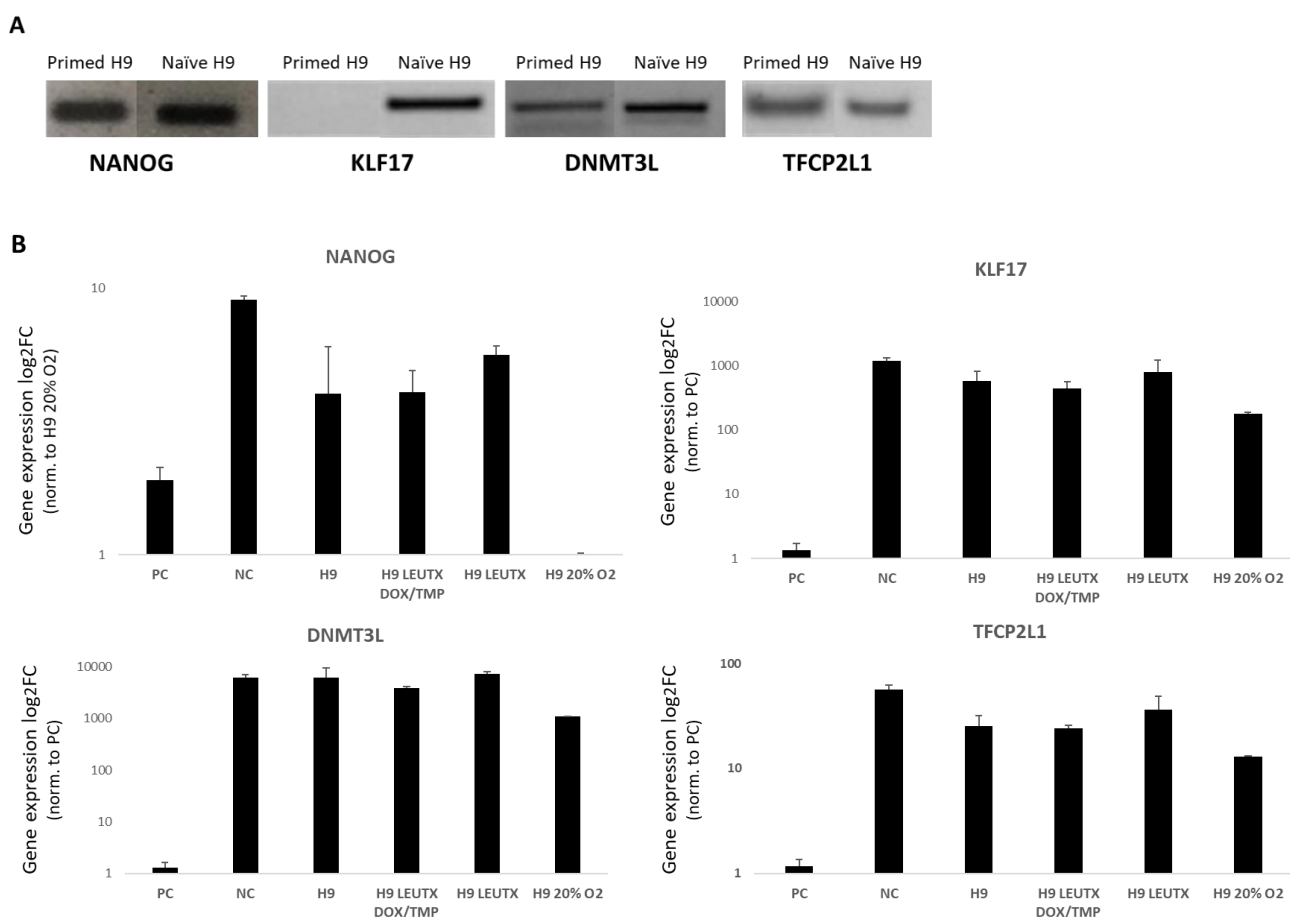 A
Primed H9 Naïve H9 Primed H9 Naïve H9 Primed H9 Naïve H9 Primed H9 Naïve H9
NANOG KLF17 DNMT3L TFCP2L1
B
NANOG
Gene expression log2FC
(norm. to H9 20% O2)
10
1
PC NC H9 H9 LEUTX H9 LEUTX H9 20% O2
DOX/TMP
KLF17
Gene expression log2FC
(norm. to PC)
10000
1000
100
10
1
PC NC H9 H9 LEUTX H9 LEUTX H9 20% O2
DOX/TMP
DNMT3L
Gene expression log2FC
(norm. to PC)
10000
1000
100
10
1
PC NC H9 H9 LEUTX H9 LEUTX H9 20% O2
DOX/TMP
TFCP2L1
Gene expression log2FC
(norm. to PC)
100
10
1
PC NC H9 H9 LEUTX H9 LEUTX H9 20% O2
DOX/TMP